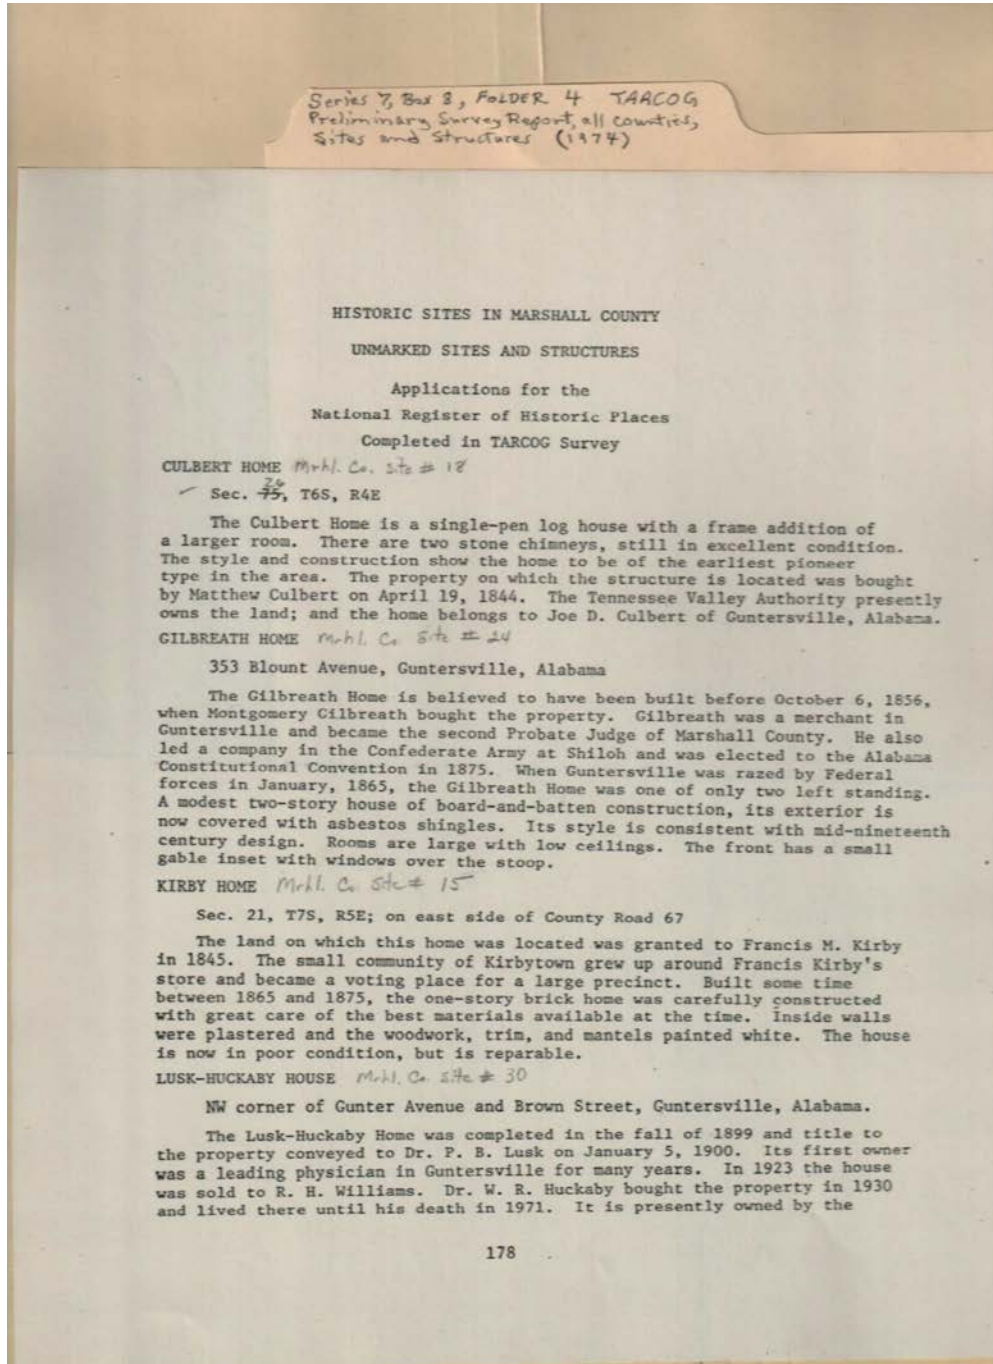 Series 7, Box 8, FOLDER 4 TARCOG
Preliminary Survey Report, all counties,
Sites and Structures (1974)
HISTORIC SITES IN MARSHALL COUNTY
UNMARKED SITES AND STRUCTURES
Applications for the
National Register of Historic Places
Completed in TARCOG Survey
CULBERT HOME Mrhl. Co. Site # 18
26
Sec. 75, T6S, R4E
The Culbert Home is a single-pen log house with a frame addition of
a larger room. There are two stone chimneys, still in excellent condition.
The style and construction show the home to be of the earliest pioneer
type in the area. The property on which the structure is located was bought
by Matthew Culbert on April 19, 1844. The Tennessee Valley Authority presently
owns the land; and the home belongs to Joe D. Culbert of Guntersville, Alabama.
GILBREATH HOME Mrhl. Co Site # 24
353 Blount Avenue, Guntersville, Alabama
The Gilbreath Home is believed to have been built before October 6, 1856,
when Montgomery Gilbreath bought the property. Gilbreath was a merchant in
Guntersville and became the second Probate Judge of Marshall County. He also
led a company in the Confederate Army at Shiloh and was elected to the Alabama
Constitutional Convention in 1875. When Guntersville was razed by Federal
forces in January, 1865, the Gilbreath Home was one of only two left standing.
A modest two-story house of board-and-batten construction, its exterior is
now covered with asbestos shingles. Its style is consistent with mid-nineteenth
century design. Rooms are large with low ceilings. The front has a small
gable inset with windows over the stoop.
KIRBY HOME Mrhl. Co Site # 15
Sec. 21, T7S, R5E; on east side of County Road 67
The land on which this home was located was granted to Francis M. Kirby
in 1845. The small community of Kirbytown grew up around Francis Kirby's
store and became a voting place for a large precinct. Built some time
between 1865 and 1875, the one-story brick home was carefully constructed
with great care of the best materials available at the time. Inside walls
were plastered and the woodwork, trim, and mantels painted white. The house
is now in poor condition, but is reparable.
LUSK-HUCKABY HOUSE Mrhl. Co. Site # 30
NW corner of Gunter Avenue and Brown Street, Guntersville, Alabama.
The Lusk-Huckaby Home was completed in the fall of 1899 and title to
the property conveyed to Dr. P. B. Lusk on January 5, 1900. Its first owner
was a leading physician in Guntersville for many years. In 1923 the house
was sold to R. H. Williams. Dr. W. R. Huckaby bought the property in 1930
and lived there until his death in 1971. It is presently owned by the
178